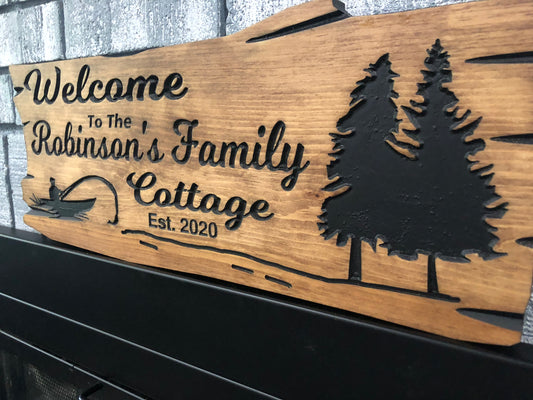 Welcome
To The
Robinson's Family
Cottage
Est. 2020